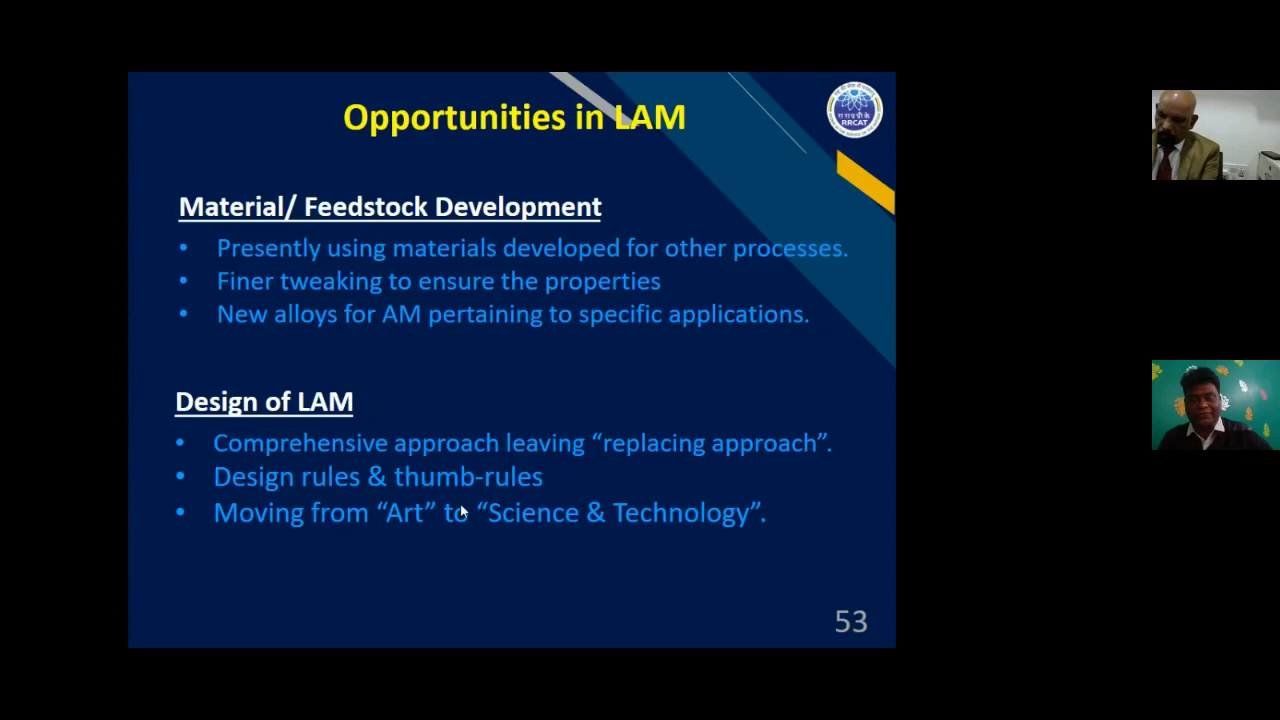 Opportunities in LAM
RRCAT
Material/ Feedstock Development
• Presently using materials developed for other processes.
• Finer tweaking to ensure the properties
• New alloys for AM pertaining to specific applications.
Design of LAM
• Comprehensive approach leaving “replacing approach”.
• Design rules & thumb-rules
• Moving from “Art” to “Science & Technology”.
53